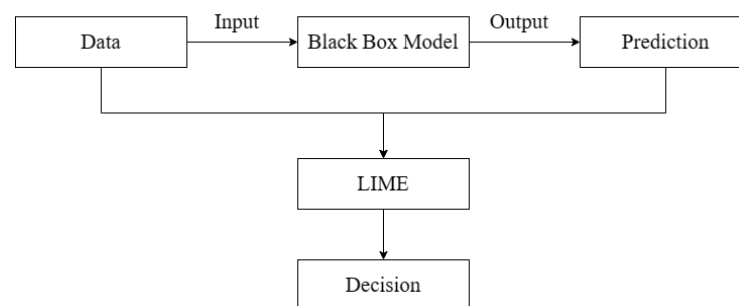 Input
Output
Data
Black Box Model
Prediction
LIME
Decision